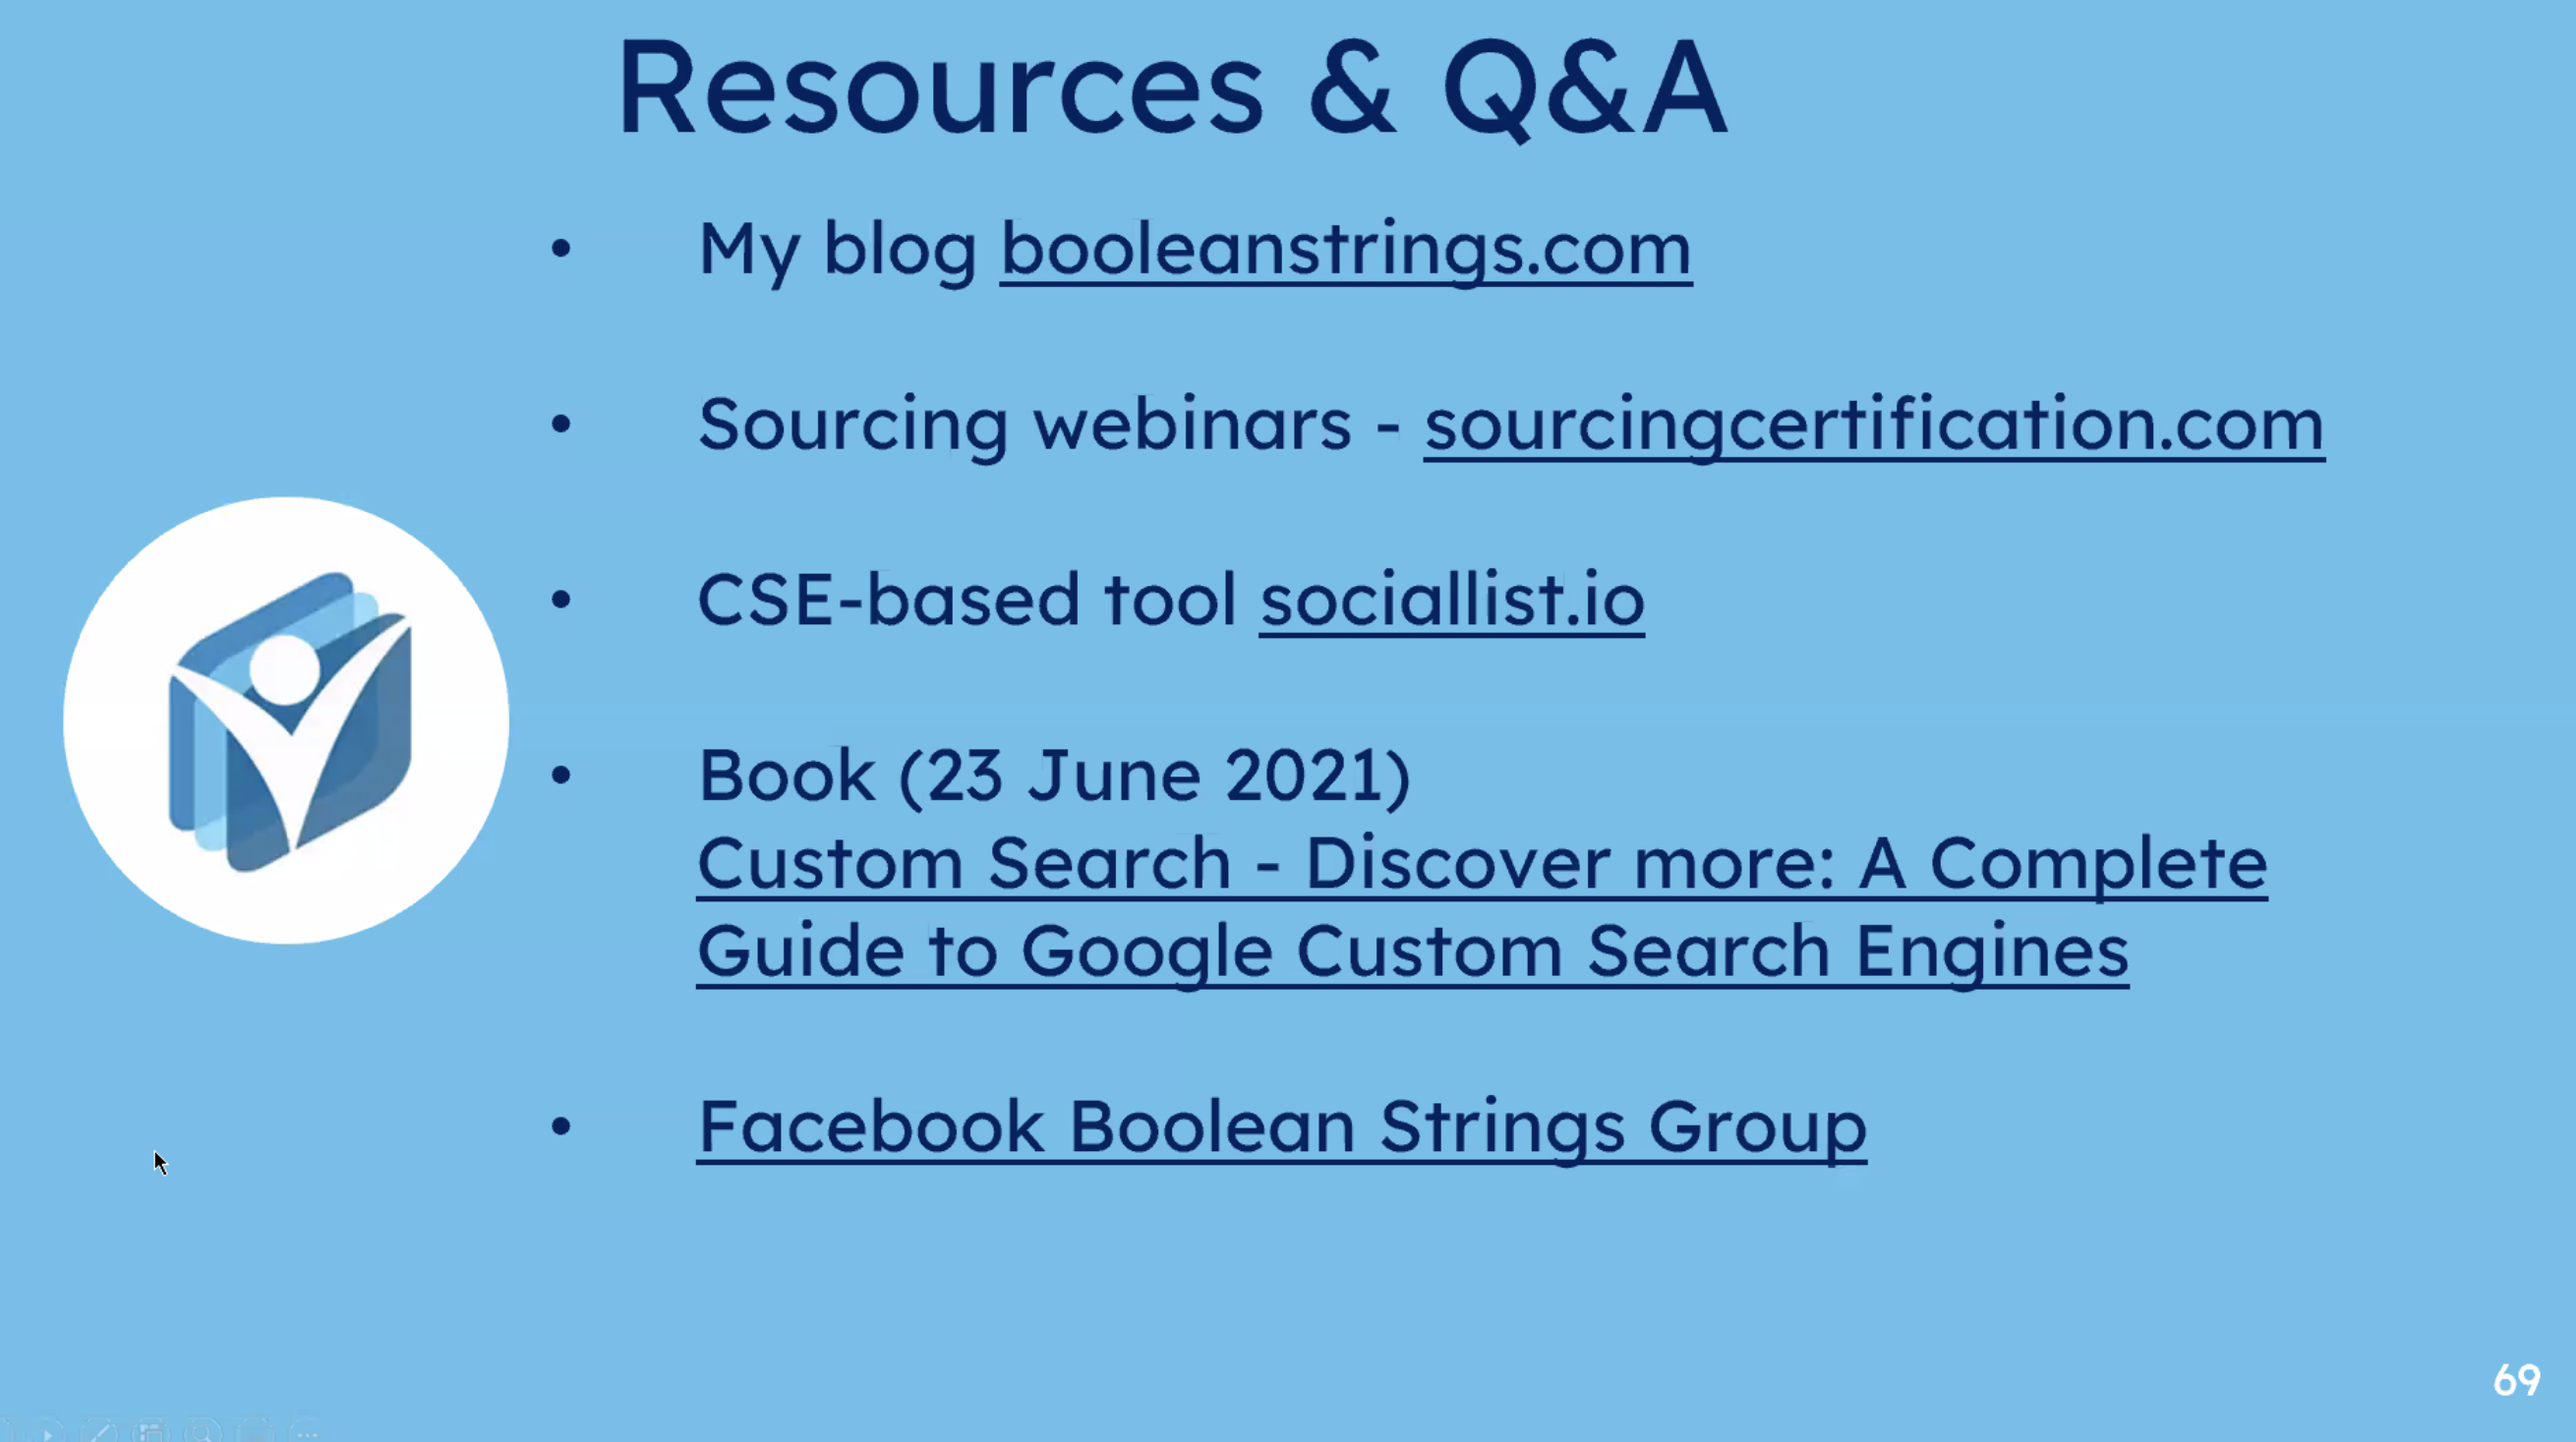 Resources & Q&A
• My blog booleanstrings.com
• Sourcing webinars - sourcingcertification.com
• CSE-based tool sociallist.io
• Book (23 June 2021)
Custom Search - Discover more: A Complete
Guide to Google Custom Search Engines
• Facebook Boolean Strings Group
69